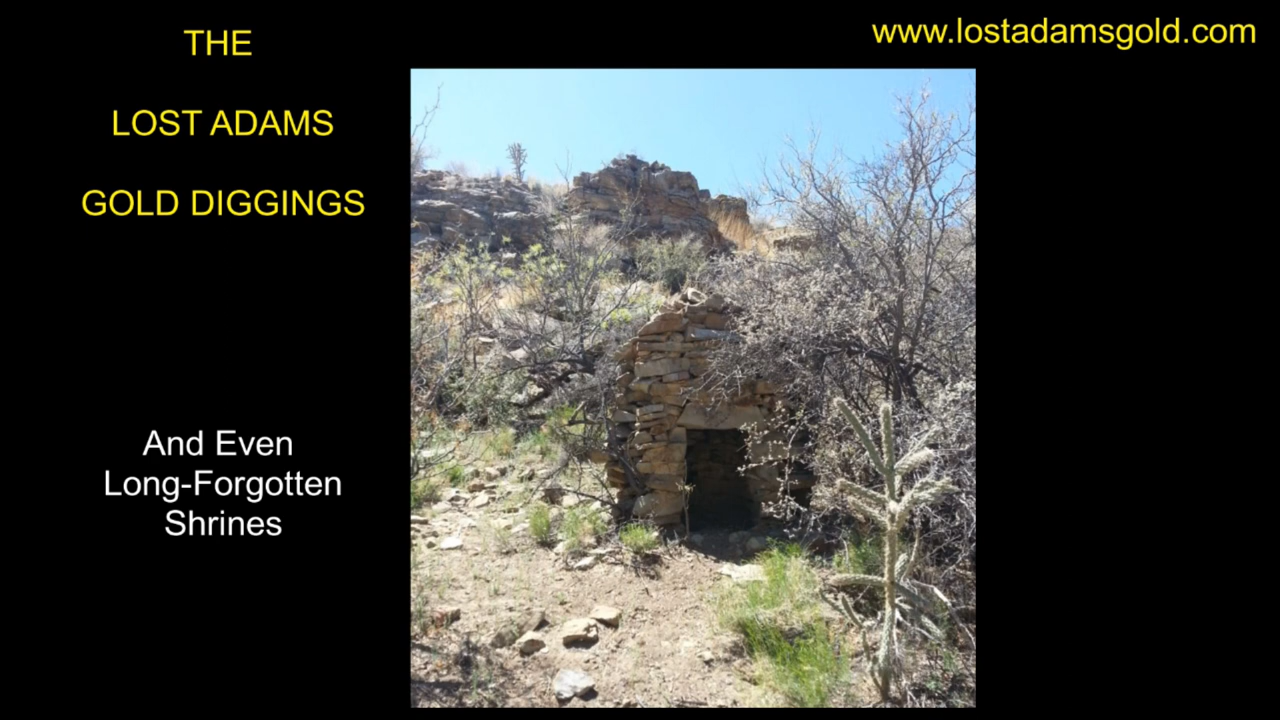 THE
LOST ADAMS
GOLD DIGGINGS
www.lostadamsgold.com
And Even
Long-Forgotten
Shrines